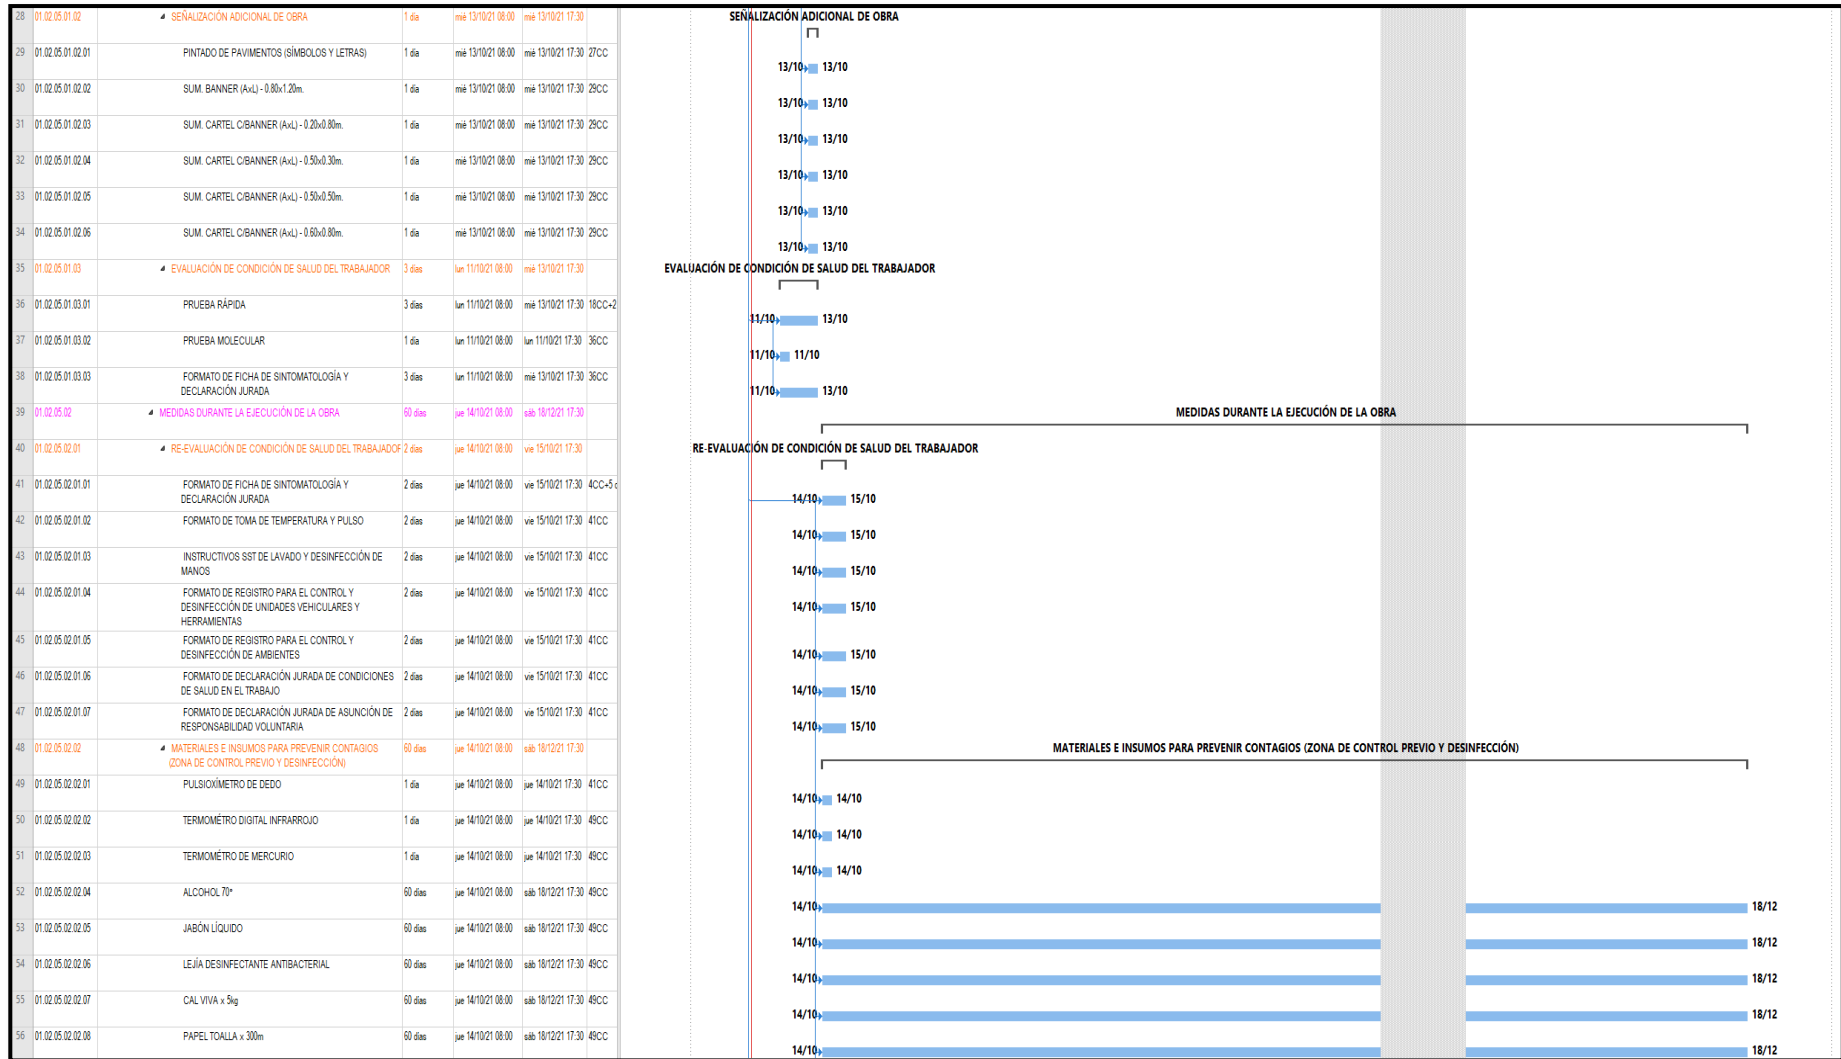 28 01.02.05.01.02 SEÑALIZACIÓN ADICIONAL DE OBRA 1 día mié 13/10/21 08:00 mié 13/10/21 17:30 SEÑALIZACIÓN ADICIONAL DE OBRA
29 01.02.05.01.02.01 PINTADO DE PAVIMENTOS (SÍMBOLOS Y LETRAS) 1 día mié 13/10/21 08:00 mié 13/10/21 17:30 27CC 13/10 13/10
30 01.02.05.01.02.02 SUM. BANNER (AxL) - 0.80x1.20m. 1 día mié 13/10/21 08:00 mié 13/10/21 17:30 29CC 13/10 13/10
31 01.02.05.01.02.03 SUM. CARTEL C/BANNER (AxL) - 0.20x0.80m. 1 día mié 13/10/21 08:00 mié 13/10/21 17:30 29CC 13/10 13/10
32 01.02.05.01.02.04 SUM. CARTEL C/BANNER (AxL) - 0.50x0.30m. 1 día mié 13/10/21 08:00 mié 13/10/21 17:30 29CC 13/10 13/10
33 01.02.05.01.02.05 SUM. CARTEL C/BANNER (AxL) - 0.50x0.50m. 1 día mié 13/10/21 08:00 mié 13/10/21 17:30 29CC 13/10 13/10
34 01.02.05.01.02.06 SUM. CARTEL C/BANNER (AxL) - 0.60x0.80m. 1 día mié 13/10/21 08:00 mié 13/10/21 17:30 29CC 13/10 13/10
35 01.02.05.01.03 EVALUACIÓN DE CONDICIÓN DE SALUD DEL TRABAJADOR 3 días lun 11/10/21 08:00 mié 13/10/21 17:30 EVALUACIÓN DE CONDICIÓN DE SALUD DEL TRABAJADOR
36 01.02.05.01.03.01 PRUEBA RÁPIDA 3 días lun 11/10/21 08:00 mié 13/10/21 17:30 18CC+2 11/10 13/10
37 01.02.05.01.03.02 PRUEBA MOLECULAR 1 día lun 11/10/21 08:00 lun 11/10/21 17:30 36CC 11/10 11/10
38 01.02.05.01.03.03 FORMATO DE FICHA DE SINTOMATOLOGÍA Y 3 días lun 11/10/21 08:00 mié 13/10/21 17:30 36CC
DECLARACIÓN JURADA 11/10 13/10
39 01.02.05.02 MEDIDAS DURANTE LA EJECUCIÓN DE LA OBRA 60 días jue 14/10/21 08:00 sáb 18/12/21 17:30 MEDIDAS DURANTE LA EJECUCIÓN DE LA OBRA
40 01.02.05.02.01 RE-EVALUACIÓN DE CONDICIÓN DE SALUD DEL TRABAJADOR 2 días jue 14/10/21 08:00 vie 15/10/21 17:30 RE-EVALUACIÓN DE CONDICIÓN DE SALUD DEL TRABAJADOR
41 01.02.05.02.01.01 FORMATO DE FICHA DE SINTOMATOLOGÍA Y 2 días jue 14/10/21 08:00 vie 15/10/21 17:30 4CC+5 d
DECLARACIÓN JURADA 14/10 15/10
42 01.02.05.02.01.02 FORMATO DE TOMA DE TEMPERATURA Y PULSO 2 días jue 14/10/21 08:00 vie 15/10/21 17:30 41CC 14/10 15/10
43 01.02.05.02.01.03 INSTRUCTIVOS SST DE LAVADO Y DESINFECCIÓN DE 2 días jue 14/10/21 08:00 vie 15/10/21 17:30 41CC
MANOS 14/10 15/10
44 01.02.05.02.01.04 FORMATO DE REGISTRO PARA EL CONTROL Y 2 días jue 14/10/21 08:00 vie 15/10/21 17:30 41CC
DESINFECCIÓN DE UNIDADES VEHICULARES Y 14/10 15/10
HERRAMIENTAS
45 01.02.05.02.01.05 FORMATO DE REGISTRO PARA EL CONTROL Y 2 días jue 14/10/21 08:00 vie 15/10/21 17:30 41CC
DESINFECCIÓN DE AMBIENTES 14/10 15/10
46 01.02.05.02.01.06 FORMATO DE DECLARACIÓN JURADA DE CONDICIONES 2 días jue 14/10/21 08:00 vie 15/10/21 17:30 41CC
DE SALUD EN EL TRABAJO 14/10 15/10
47 01.02.05.02.01.07 FORMATO DE DECLARACIÓN JURADA DE ASUNCIÓN DE 2 días jue 14/10/21 08:00 vie 15/10/21 17:30 41CC
RESPONSABILIDAD VOLUNTARIA 14/10 15/10
48 01.02.05.02.02 MATERIALES E INSUMOS PARA PREVENIR CONTAGIOS 60 días jue 14/10/21 08:00 sáb 18/12/21 17:30 MATERIALES E INSUMOS PARA PREVENIR CONTAGIOS (ZONA DE CONTROL PREVIO Y DESINFECCIÓN)
(ZONA DE CONTROL PREVIO Y DESINFECCIÓN)
49 01.02.05.02.02.01 PULSIOXÍMETRO DE DEDO 1 día jue 14/10/21 08:00 jue 14/10/21 17:30 41CC 14/10 14/10
50 01.02.05.02.02.02 TERMOMÉTRO DIGITAL INFRARROJO 1 día jue 14/10/21 08:00 jue 14/10/21 17:30 49CC 14/10 14/10
51 01.02.05.02.02.03 TERMOMÉTRO DE MERCURIO 1 día jue 14/10/21 08:00 jue 14/10/21 17:30 49CC 14/10 14/10
52 01.02.05.02.02.04 ALCOHOL 70° 60 días jue 14/10/21 08:00 sáb 18/12/21 17:30 49CC 14/10 18/12
53 01.02.05.02.02.05 JABÓN LÍQUIDO 60 días jue 14/10/21 08:00 sáb 18/12/21 17:30 49CC 14/10 18/12
54 01.02.05.02.02.06 LEJÍA DESINFECTANTE ANTIBACTERIAL 60 días jue 14/10/21 08:00 sáb 18/12/21 17:30 49CC 14/10 18/12
55 01.02.05.02.02.07 CAL VIVA x 5kg 60 días jue 14/10/21 08:00 sáb 18/12/21 17:30 49CC 14/10 18/12
56 01.02.05.02.02.08 PAPEL TOALLA x 300m 60 días jue 14/10/21 08:00 sáb 18/12/21 17:30 49CC 14/10 18/12